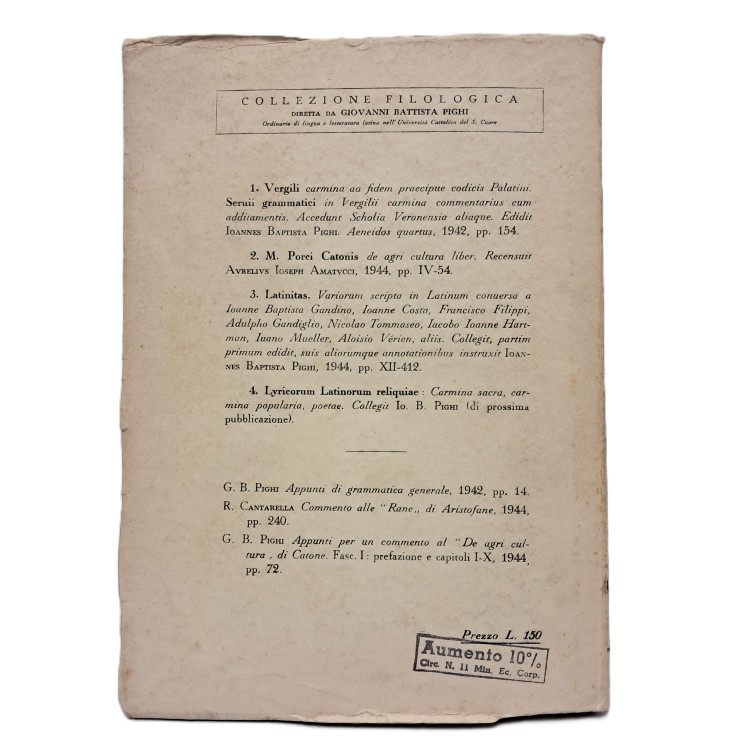 COLLEZIONE FILOLOGICA
DIRETTA DA GIOVANNI BATTISTA PIGHI
Ordinario di lingua e letteratura latina nell'Università Cattolica del S. Cuore
1. Vergili carmina aa fidem praecipue codicis Palatini.
Seruii grammatici in Vergilii carmina commentarius cum
additamentis. Accedunt Scholia Veronensia aliaque. Edidit
IOANNES BAPTISTA PIGHI. Aeneidos quartus, 1942, pp. 154.
2. M. Porci Catonis de agri cultura liber. Recensuit
AVRELIVS IOSEPH AMATVCCI, 1944, pp. IV-54.
3. Latinitas. Variorum scripta in Latinum conuersa a
Ioanne Baptista Gandino, Ioanne Costa, Francisco Filippi,
Adulpho Gandiglio, Nicolao Tommaseo, Iacobo Ioanne Hart-
man, Iuano Mueller, Aloisio Vérien, aliis. Collegit, partim
primum edidit, suis aliorumque annotationibus instruxit IOAN-
NES BAPTISTA PIGHI, 1944, pp. XII-412.
4. Lyricorum Latinorum reliquiae : Carmina sacra, car-
mina popularia, poetae. Collegit IO. B. PIGHI (di prossima
pubblicazione).
G. B. PIGHI Appunti di grammatica generale, 1942, pp. 14.
R. CANTARELLA Commento alle "Rane„ di Aristofane, 1944,
pp. 240.
G. B. PIGHI Appunti per un commento al "De agri cul-
tura„ di Catone. Fasc. I : prefazione e capitoli I-X, 1944,
pp. 72.
Prezzo L. 150
Aumento 10%
Circ. N. 11 Min. Ec. Corp.